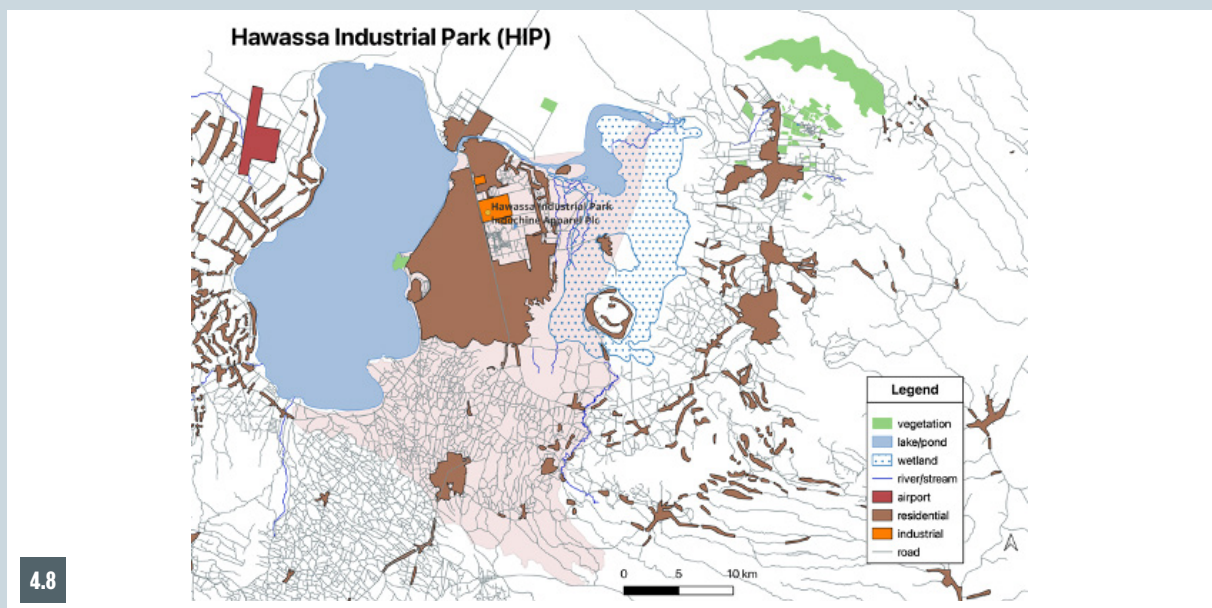 Hawassa Industrial Park (HIP)
Hawassa Industrial Park
Indochine Apparel Plc
Legend
vegetation
lake/pond
wetland
river/stream
airport
residential
industrial
road
0 5 10 km
4.8